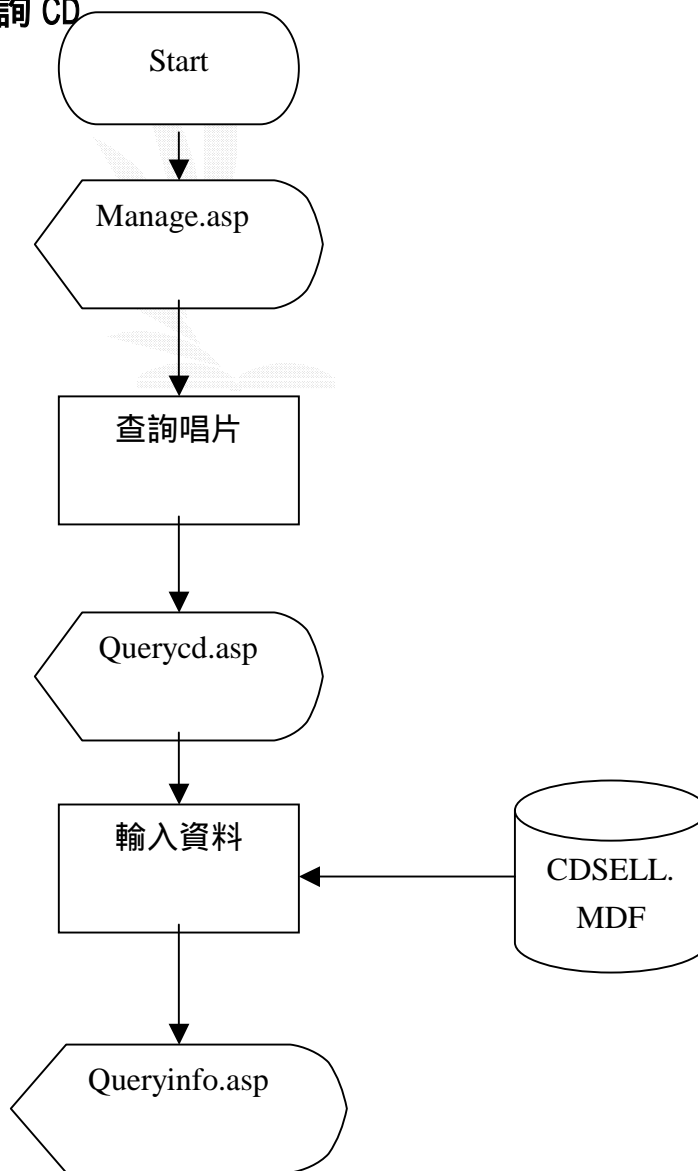 詢 CD
Start
Manage.asp
查詢唱片
Querycd.asp
輸入資料
CDSELL.
MDF
Queryinfo.asp